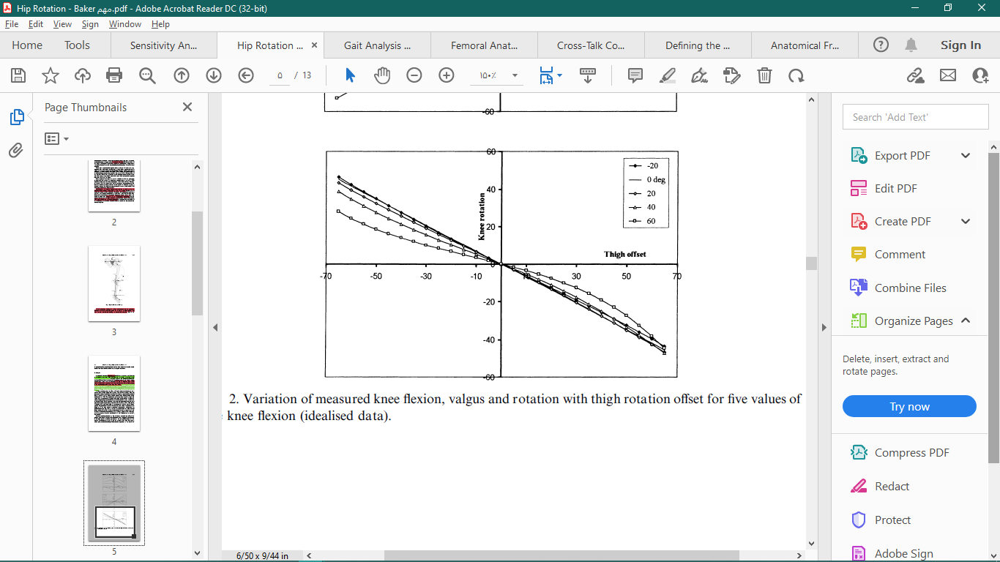 Hip Rotation - Baker مهم.pdf - Adobe Acrobat Reader DC (32-bit)
File Edit View Sign Window Help
Home Tools Sensitivity An... Hip Rotation ... Gait Analysis ... Femoral Anat... Cross-Talk Co... Defining the ... Anatomical Fr... Sign In
۵ / 13 ۱۵۰٪
Page Thumbnails
2
3
4
5
-60
60
40
20
0
-20
-40
-60
-70 -50 -30 -10 10 30 50 70
Knee rotation
Thigh offset
-20
0 deg
20
40
60
2. Variation of measured knee flexion, valgus and rotation with thigh rotation offset for five values of
knee flexion (idealised data).
6/50 x 9/44 in
Search 'Add Text'
Export PDF
Edit PDF
Create PDF
Comment
Combine Files
Organize Pages
Delete, insert, extract and
rotate pages.
Try now
Compress PDF
Redact
Protect
Adobe Sign